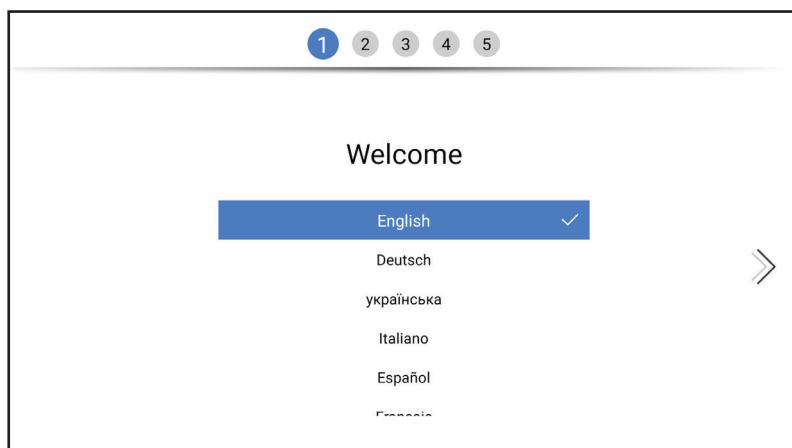 1 2 3 4 5
Welcome
English
Deutsch
українська
Italiano
Español